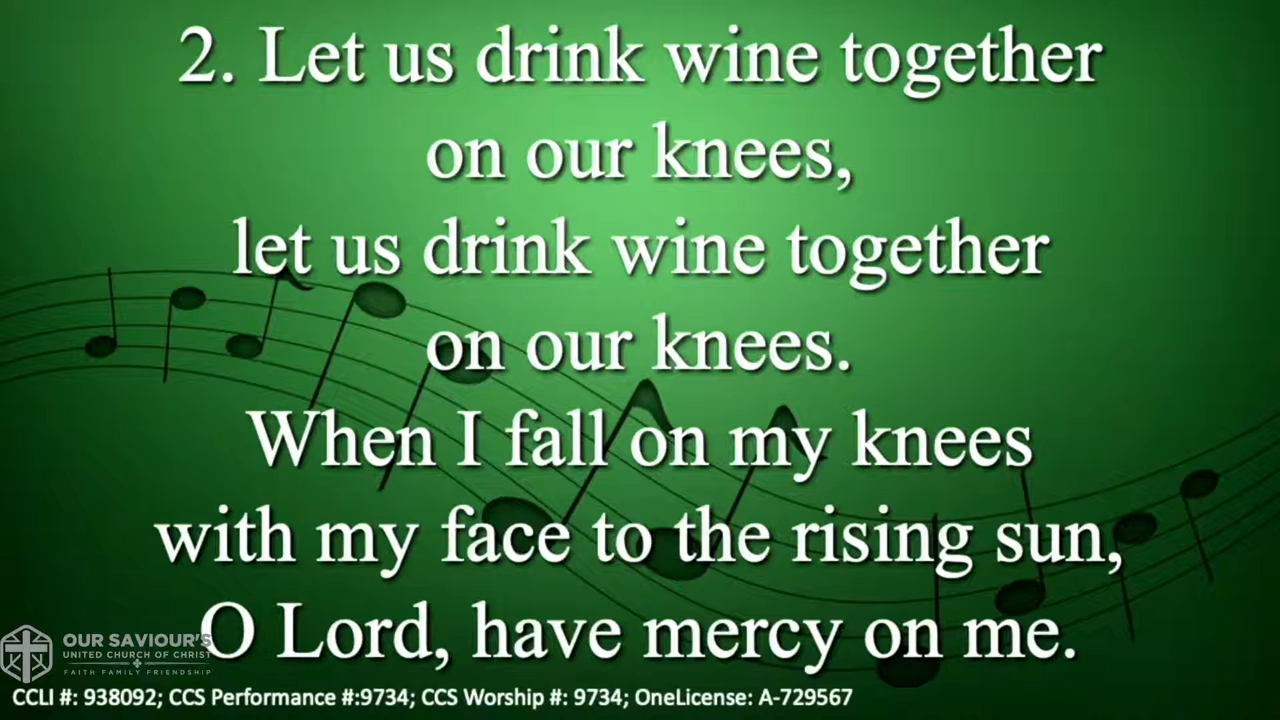 2. Let us drink wine together
on our knees,
let us drink wine together
on our knees.
When I fall on my knees
with my face to the rising sun,
O Lord, have mercy on me.
OUR SAVIOUR'S
UNITED CHURCH OF CHRIST
FAITH FAMILY FRIENDSHIP
CCLI #: 938092; CCS Performance #:9734; CCS Worship #: 9734; OneLicense: A-729567